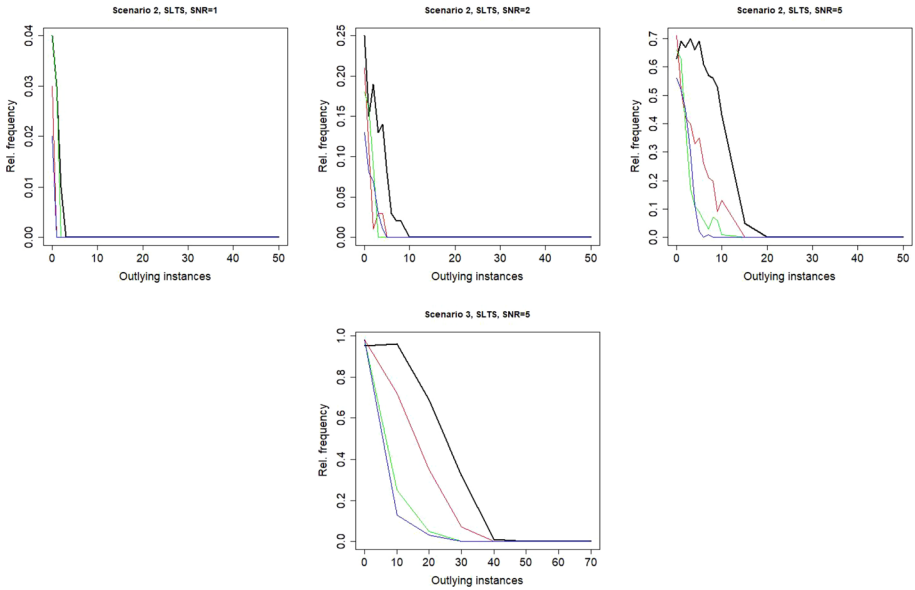 Scenario 2, SLTS, SNR=1
Rel. frequency
0.00 0.01 0.02 0.03 0.04
0 10 20 30 40 50
Outlying instances
Scenario 2, SLTS, SNR=2
Rel. frequency
0.00 0.05 0.10 0.15 0.20 0.25
0 10 20 30 40 50
Outlying instances
Scenario 2, SLTS, SNR=5
Rel. frequency
0.0 0.1 0.2 0.3 0.4 0.5 0.6 0.7
0 10 20 30 40 50
Outlying instances
Scenario 3, SLTS, SNR=5
Rel. frequency
0.0 0.2 0.4 0.6 0.8 1.0
0 10 20 30 40 50 60 70
Outlying instances